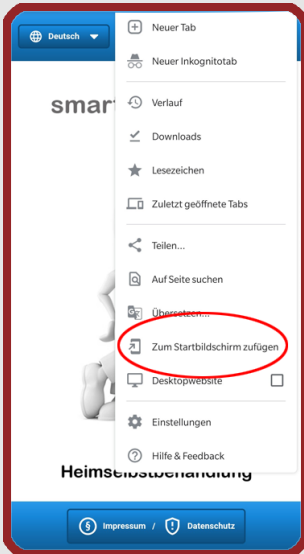 Deutsch
Neuer Tab
Neuer Inkognitotab
smar
Verlauf
Downloads
Lesezeichen
Zuletzt geöffnete Tabs
Teilen...
Auf Seite suchen
Übersetzen...
Zum Startbildschirm zufügen
Desktopwebsite
Einstellungen
Hilfe & Feedback
Heimselbstbehandlung
Impressum / Datenschutz